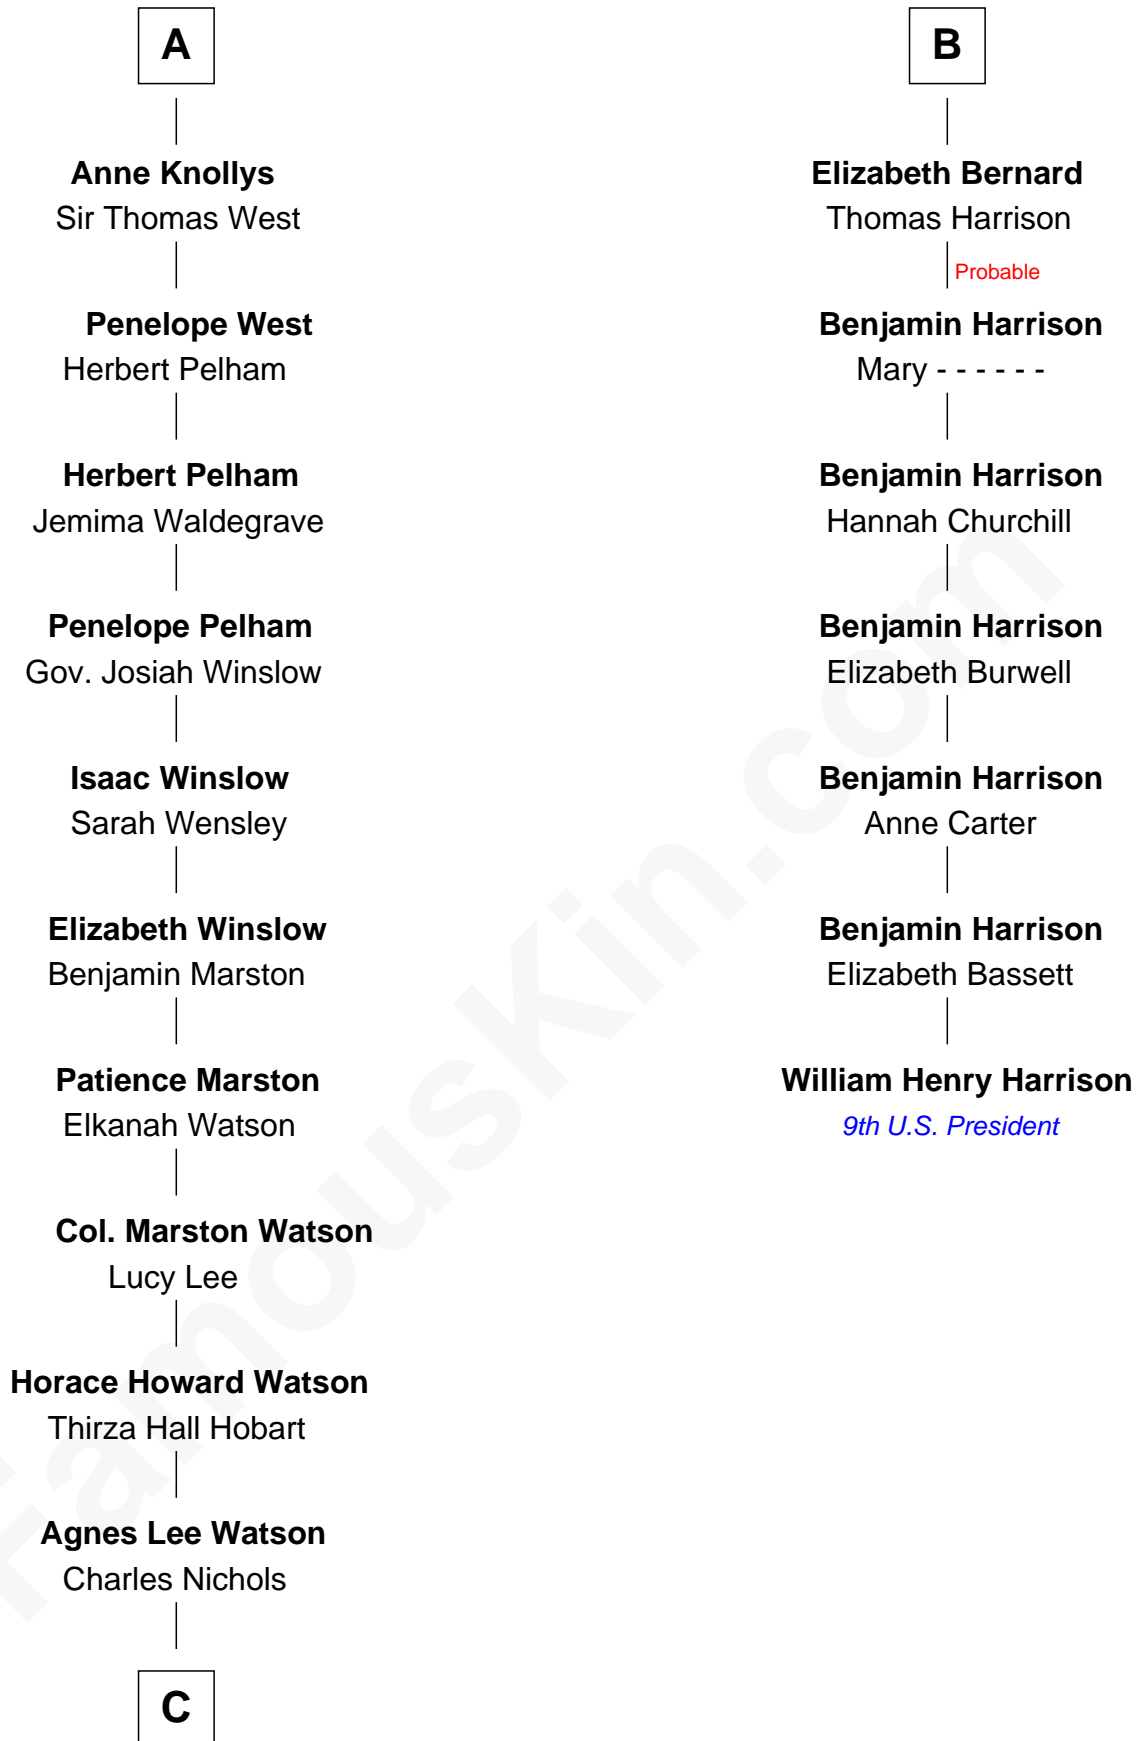 A
Anne Knollys
Sir Thomas West
Penelope West
Herbert Pelham
Herbert Pelham
Jemima Waldegrave
Penelope Pelham
Gov. Josiah Winslow
Isaac Winslow
Sarah Wensley
Elizabeth Winslow
Benjamin Marston
Patience Marston
Elkanah Watson
Col. Marston Watson
Lucy Lee
Horace Howard Watson
Thirza Hall Hobart
Agnes Lee Watson
Charles Nichols
C
B
Elizabeth Bernard
Thomas Harrison
Probable
Benjamin Harrison
Mary - - - - - -
Benjamin Harrison
Hannah Churchill
Benjamin Harrison
Elizabeth Burwell
Benjamin Harrison
Anne Carter
Benjamin Harrison
Elizabeth Bassett
William Henry Harrison
9th U.S. President
FamousKin.com